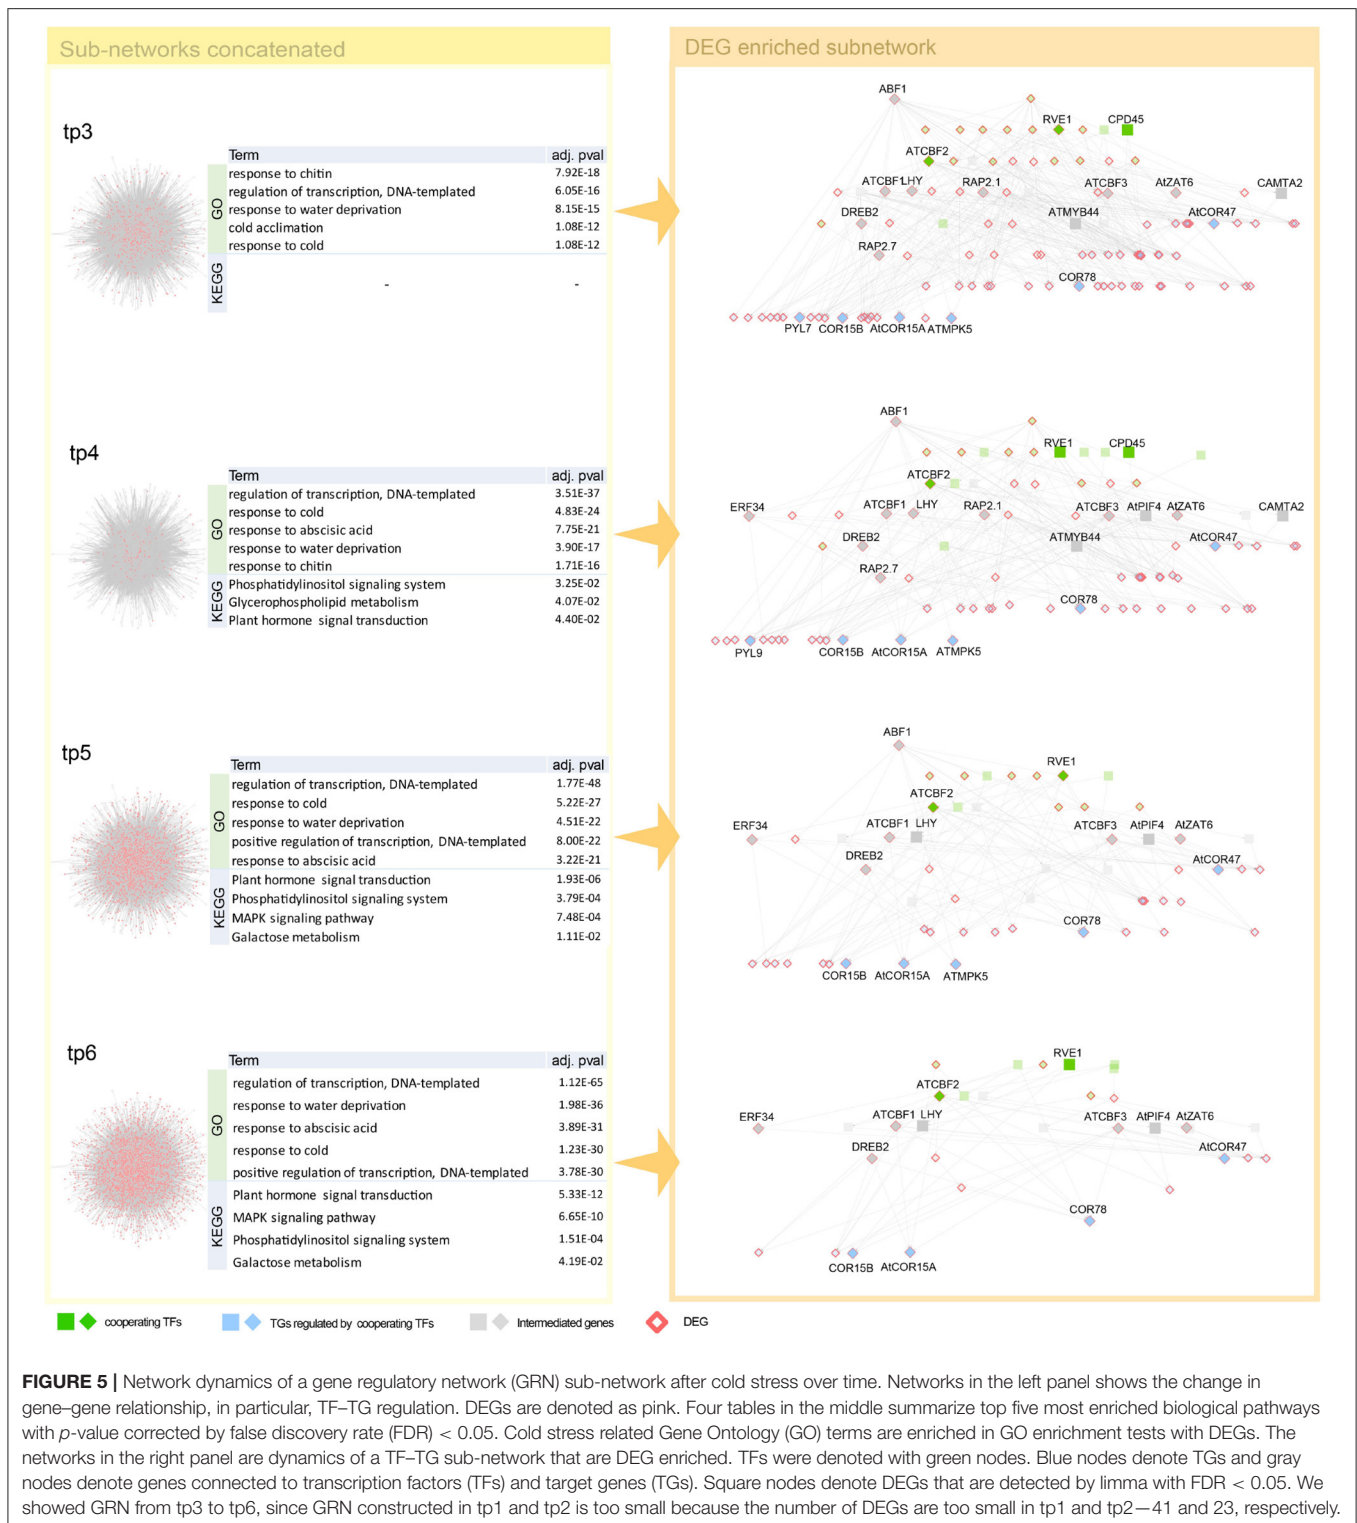 Sub-networks concatenated
DEG enriched subnetwork
tp3
Term adj. pval
GO
response to chitin 7.92E-18
regulation of transcription, DNA-templated 6.05E-16
response to water deprivation 8.15E-15
cold acclimation 1.08E-12
response to cold 1.08E-12
KEGG
- -
ABF1
RVE1 CPD45
ATCBF2
ATCBF1 LHY RAP2.1 ATCBF3 AtZAT6 CAMTA2
DREB2 ATMYB44 AtCOR47
RAP2.7
COR78
PYL7 COR15B AtCOR15A ATMPK5
tp4
Term adj. pval
GO
regulation of transcription, DNA-templated 3.51E-37
response to cold 4.83E-24
response to abscisic acid 7.75E-21
response to water deprivation 3.90E-17
response to chitin 1.71E-16
KEGG
Phosphatidylinositol signaling system 3.25E-02
Glycerophospholipid metabolism 4.07E-02
Plant hormone signal transduction 4.40E-02
ABF1
RVE1 CPD45
ATCBF2
ERF34 ATCBF1 LHY RAP2.1 ATCBF3 AtPIF4 AtZAT6 CAMTA2
DREB2 ATMYB44 AtCOR47
RAP2.7
COR78
PYL9 COR15B AtCOR15A ATMPK5
tp5
Term adj. pval
GO
regulation of transcription, DNA-templated 1.77E-48
response to cold 5.22E-27
response to water deprivation 4.51E-22
positive regulation of transcription, DNA-templated 8.00E-22
response to abscisic acid 3.22E-21
KEGG
Plant hormone signal transduction 1.93E-06
Phosphatidylinositol signaling system 3.79E-04
MAPK signaling pathway 7.48E-04
Galactose metabolism 1.11E-02
ABF1
RVE1
ATCBF2
ERF34 ATCBF1 LHY ATCBF3 AtPIF4 AtZAT6
DREB2 AtCOR47
COR78
COR15B AtCOR15A ATMPK5
tp6
Term adj. pval
GO
regulation of transcription, DNA-templated 1.12E-65
response to water deprivation 1.98E-36
response to abscisic acid 3.89E-31
response to cold 1.23E-30
positive regulation of transcription, DNA-templated 3.78E-30
KEGG
Plant hormone signal transduction 5.33E-12
MAPK signaling pathway 6.65E-10
Phosphatidylinositol signaling system 1.51E-04
Galactose metabolism 4.19E-02
RVE1
ATCBF2
ERF34 ATCBF1 LHY ATCBF3 AtPIF4 AtZAT6
DREB2 AtCOR47
COR78
COR15B AtCOR15A
cooperating TFs TGs regulated by cooperating TFs Intermediated genes DEG
FIGURE 5 | Network dynamics of a gene regulatory network (GRN) sub-network after cold stress over time. Networks in the left panel shows the change in
gene–gene relationship, in particular, TF–TG regulation. DEGs are denoted as pink. Four tables in the middle summarize top five most enriched biological pathways
with p-value corrected by false discovery rate (FDR) < 0.05. Cold stress related Gene Ontology (GO) terms are enriched in GO enrichment tests with DEGs. The
networks in the right panel are dynamics of a TF–TG sub-network that are DEG enriched. TFs were denoted with green nodes. Blue nodes denote TGs and gray
nodes denote genes connected to transcription factors (TFs) and target genes (TGs). Square nodes denote DEGs that are detected by limma with FDR < 0.05. We
showed GRN from tp3 to tp6, since GRN constructed in tp1 and tp2 is too small because the number of DEGs are too small in tp1 and tp2—41 and 23, respectively.